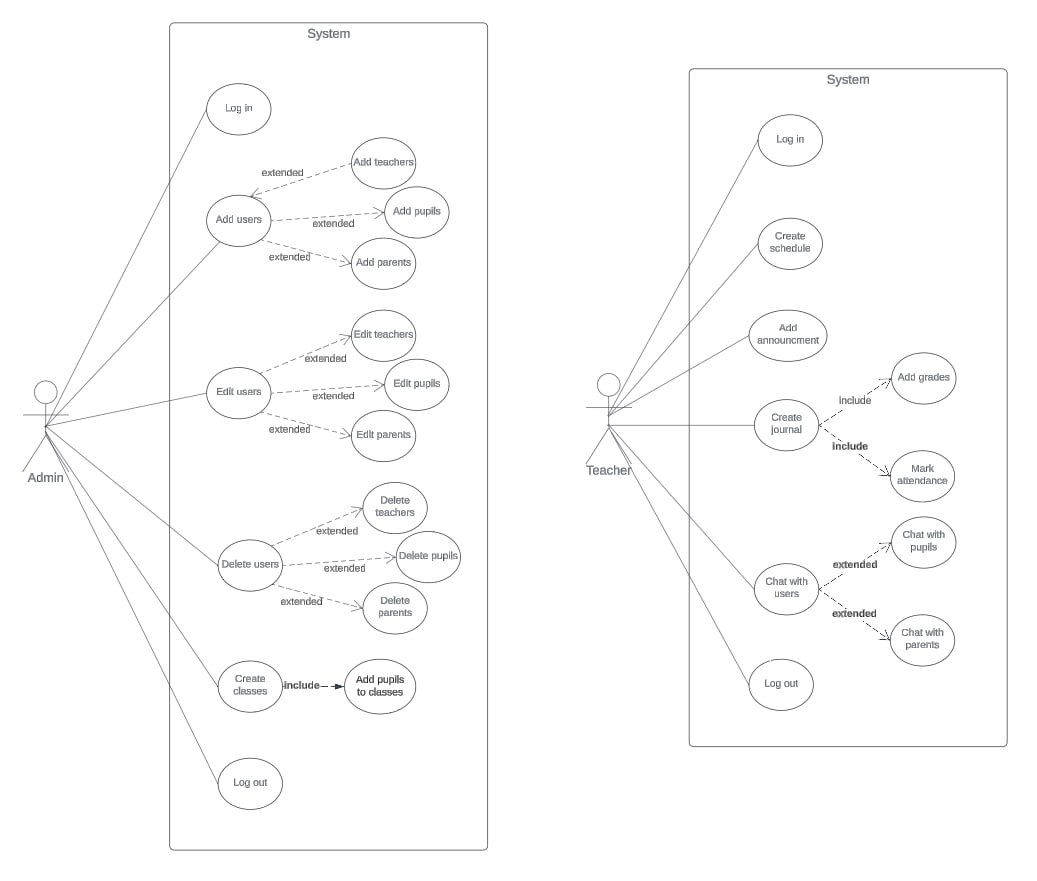 System
Log in
Add teachers
extended
Add users
Add pupils
extended
extended
Add parents
Edit teachers
extended
Edit users
Edit pupils
extended
extended
Edit parents
Admin
Delete
teachers
extended
Delete users
Delete pupils
extended
extended
Delete
parents
Create
classes
include
Add pupils
to classes
Log out
System
Log in
Create
schedule
Add
announcment
Add grades
include
Create
journal
include
Mark
attendance
Teacher
Chat with
pupils
extended
Chat with
users
extended
Chat with
parents
Log out